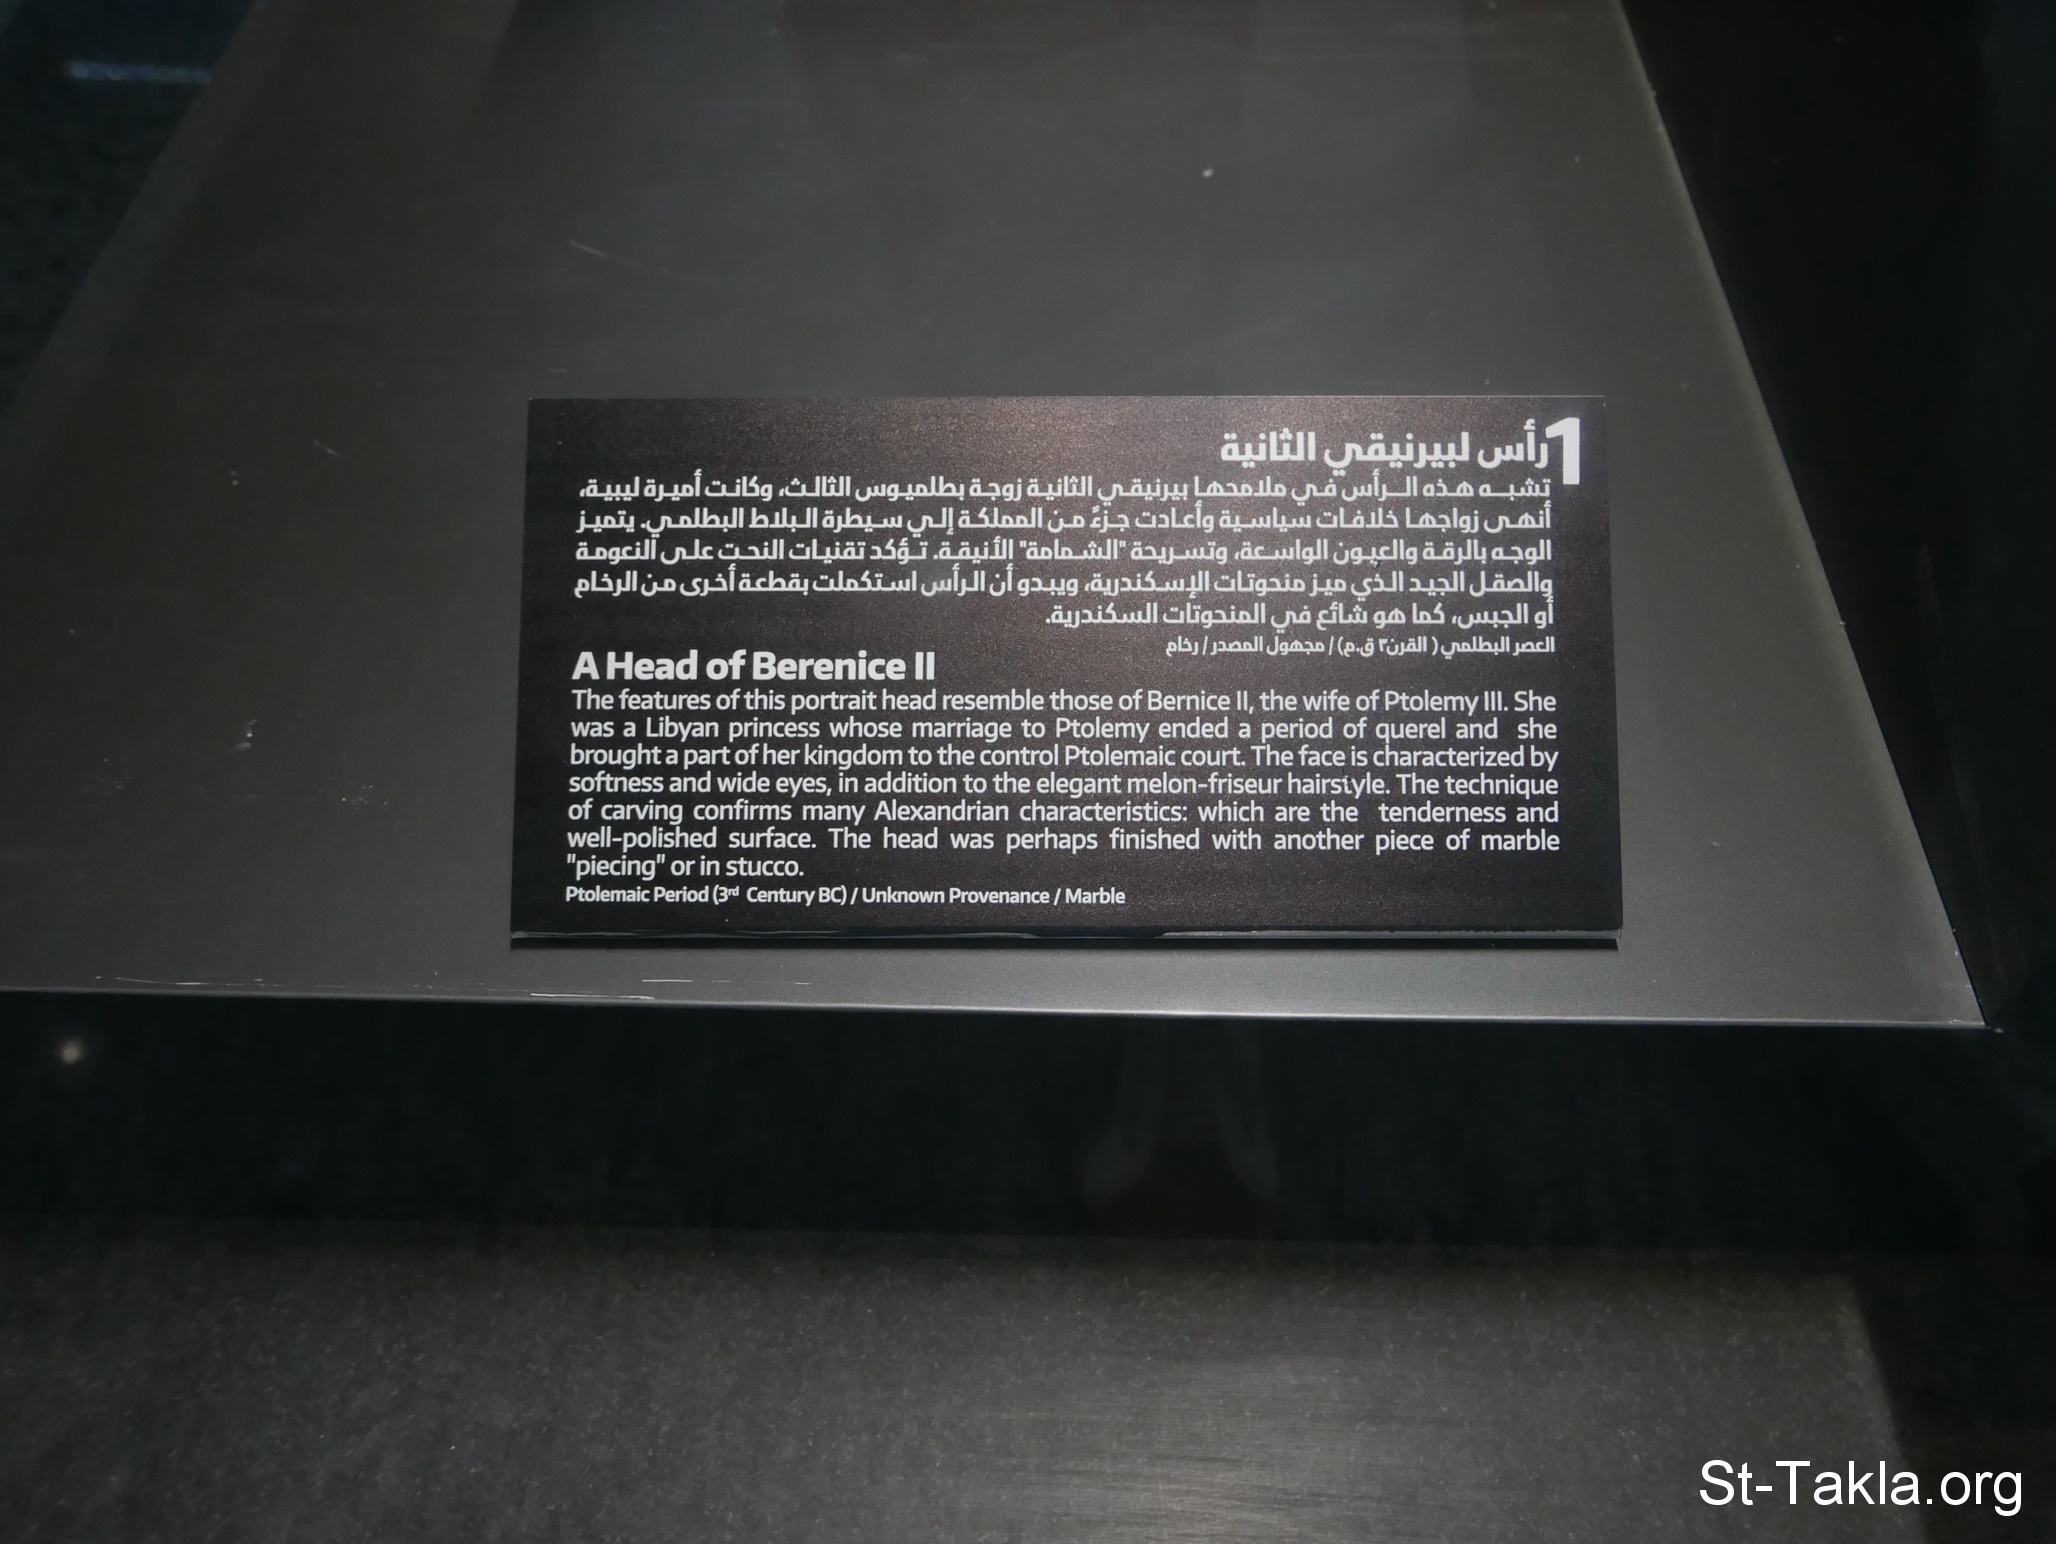 1
رأس لبيرنيقي الثانية
تشبه هذه الرأس في ملامحها بيرنيقي الثانية زوجة بطلميوس الثالث، وكانت أميرة ليبية،
أنهى زواجها خلافات سياسية وأعادت جزءً من المملكة إلي سيطرة البلاط البطلمي. يتميز
الوجه بالرقة والعيون الواسعة، وتسريحة "الشمامة" الأنيقة. تؤكد تقنيات النحت على النعومة
والصقل الجيد الذي ميز منحوتات الإسكندرية، ويبدو أن الرأس استكملت بقطعة أخرى من الرخام
أو الجبس، كما هو شائع في المنحوتات السكندرية.
العصر البطلمي ( القرن٣ ق.م) / مجهول المصدر / رخام
A Head of Berenice II
The features of this portrait head resemble those of Bernice II, the wife of Ptolemy III. She
was a Libyan princess whose marriage to Ptolemy ended a period of querel and she
brought a part of her kingdom to the control Ptolemaic court. The face is characterized by
softness and wide eyes, in addition to the elegant melon-friseur hairstyle. The technique
of carving confirms many Alexandrian characteristics: which are the tenderness and
well-polished surface. The head was perhaps finished with another piece of marble
"piecing" or in stucco.
Ptolemaic Period (3rd Century BC) / Unknown Provenance / Marble
St-Takla.org